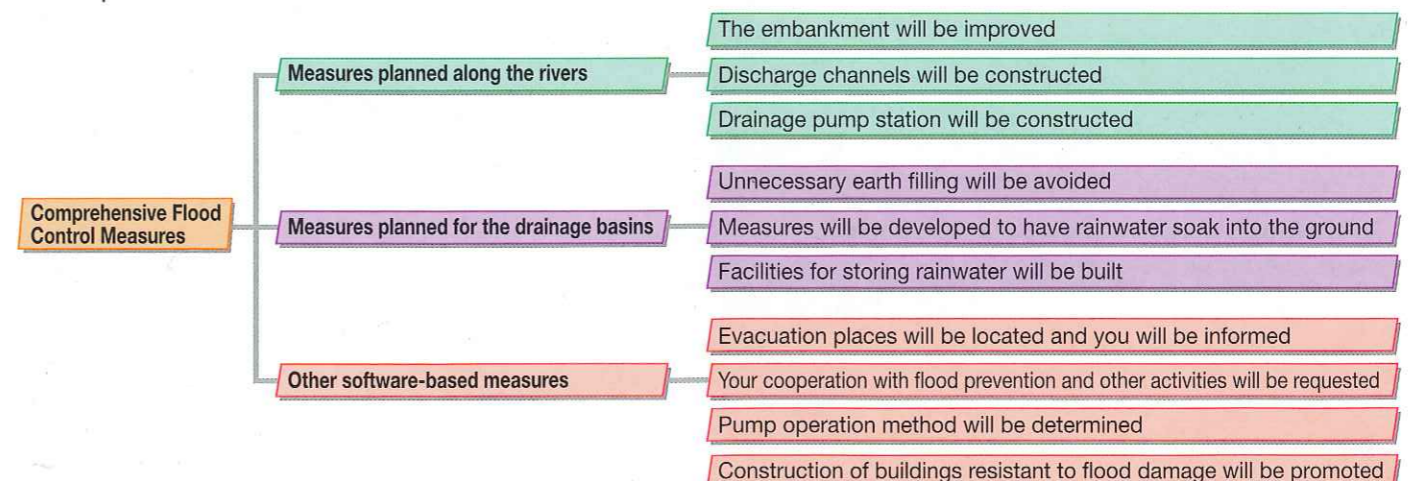 Comprehensive Flood
Control Measures
Measures planned along the rivers
The embankment will be improved
Discharge channels will be constructed
Drainage pump station will be constructed
Measures planned for the drainage basins
Unnecessary earth filling will be avoided
Measures will be developed to have rainwater soak into the ground
Facilities for storing rainwater will be built
Other software-based measures
Evacuation places will be located and you will be informed
Your cooperation with flood prevention and other activities will be requested
Pump operation method will be determined
Construction of buildings resistant to flood damage will be promoted